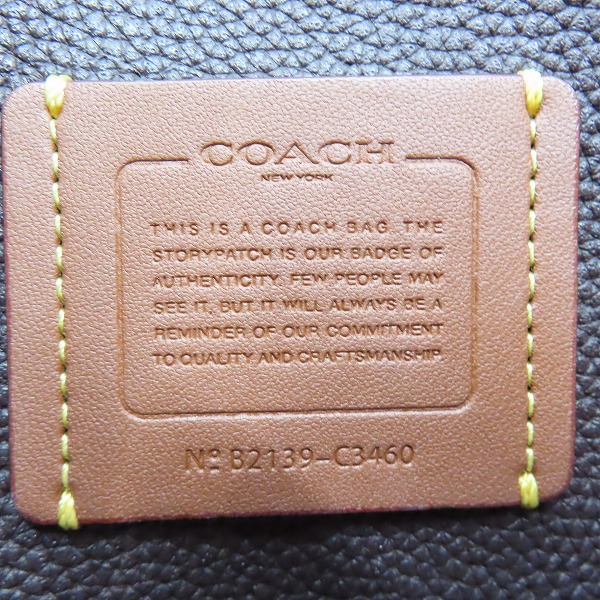 COACH
NEW YORK
THIS IS A COACH BAG. THE
STORYPATCH IS OUR BADGE OF
AUTHENTICITY. FEW PEOPLE MAY
SEE IT, BUT IT WILL ALWAYS BE A
REMINDER OF OUR COMMITMENT
TO QUALITY AND CRAFTSMANSHIP.
Nº B2139-C3460